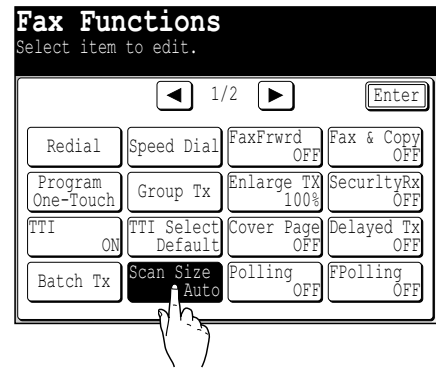 Fax Functions
Select item to edit.
1/2
Enter
Redial
Speed Dial
FaxFrwrd
OFF
Fax & Copy
OFF
Program
One-Touch
Group Tx
Enlarge TX
100%
SecurltyRx
OFF
TTI
ON
TTI Select
Default
Cover Page
OFF
Delayed Tx
OFF
Batch Tx
Scan Size
Auto
Polling
OFF
FPolling
OFF